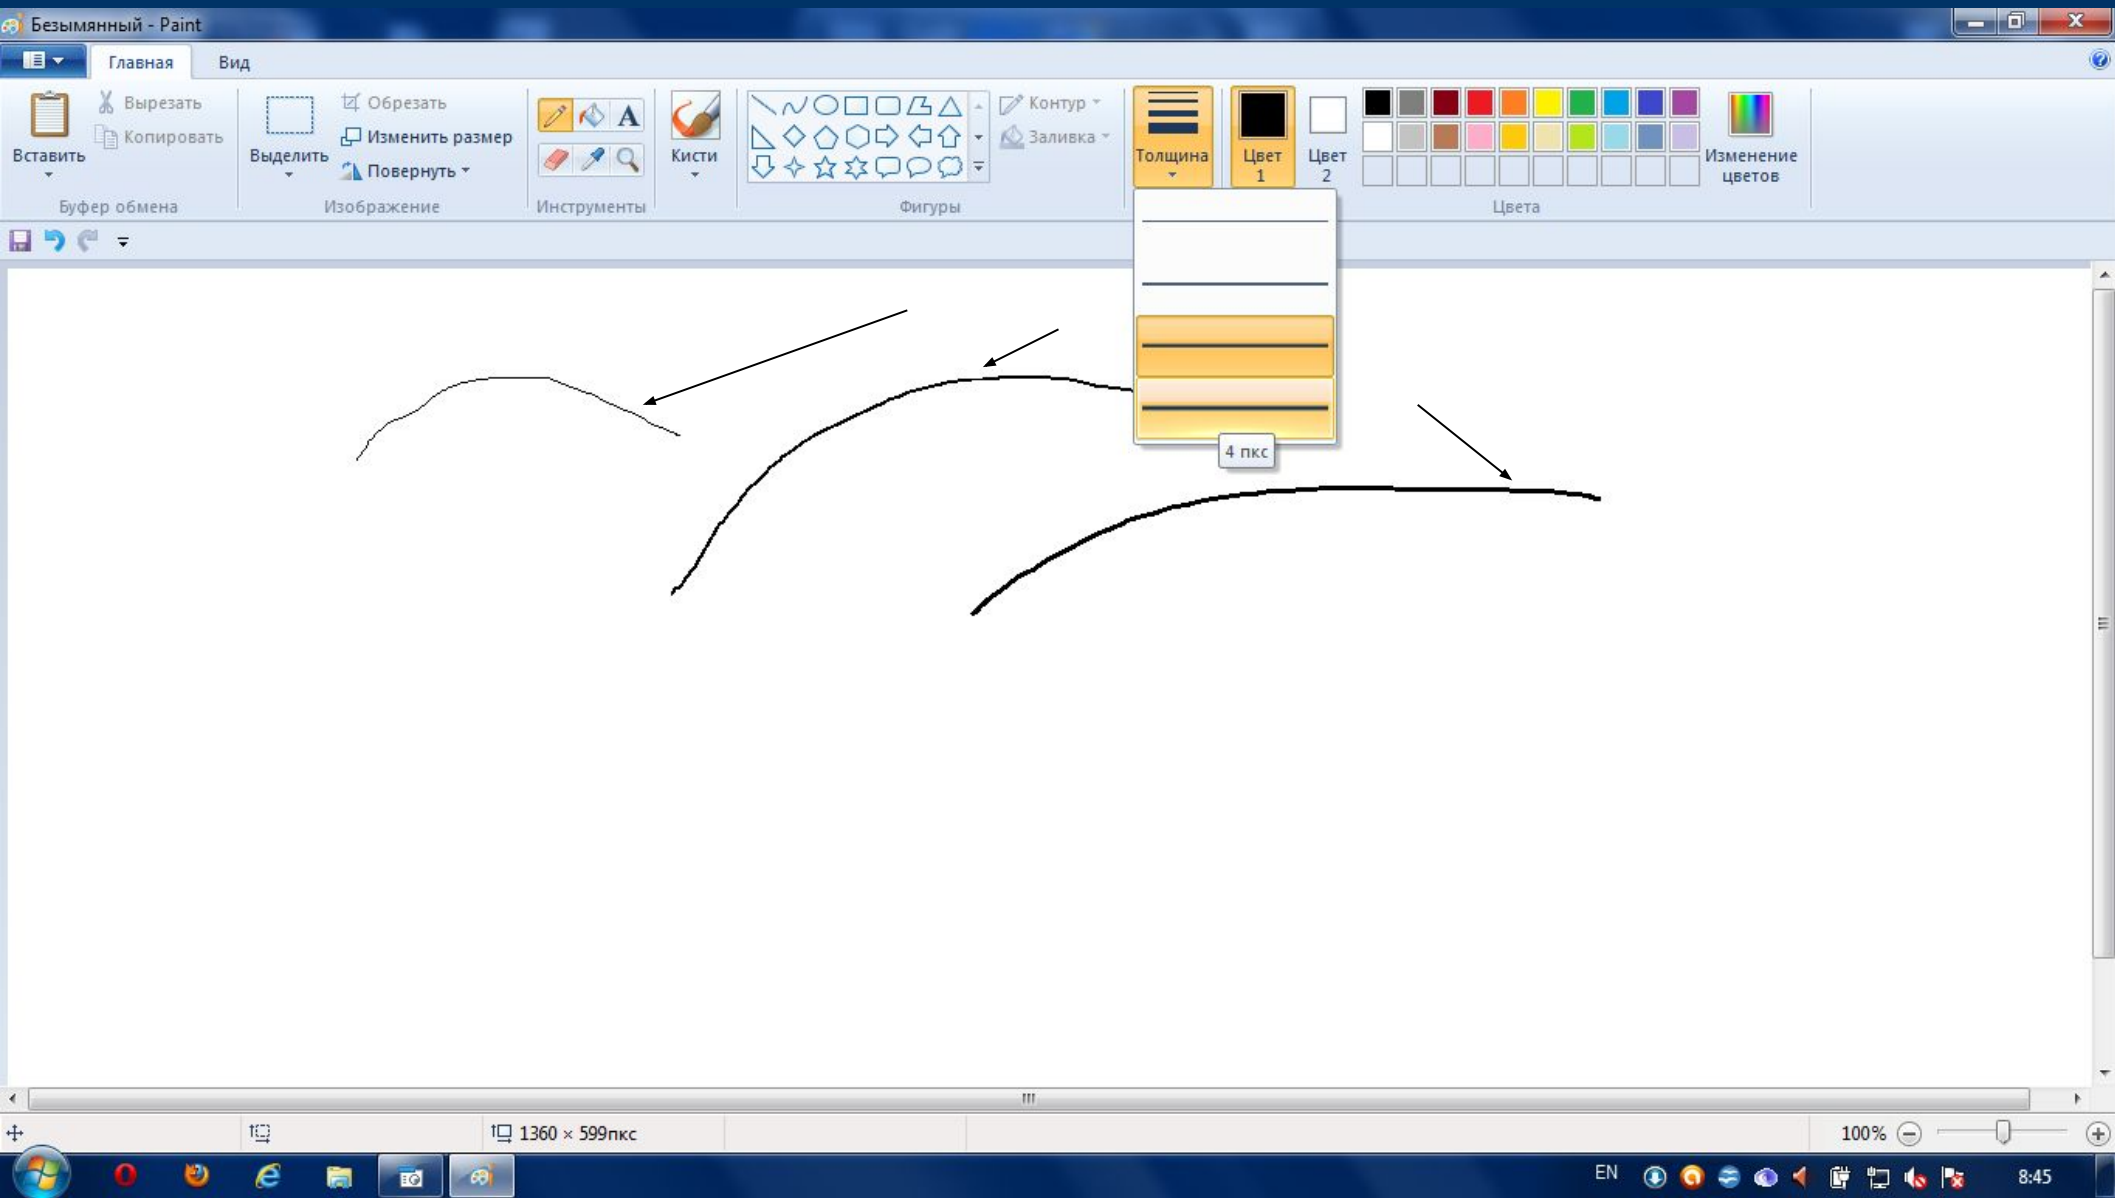 Безымянный - Paint
Главная
Вид
Вставить
Вырезать
Копировать
Буфер обмена
Выделить
Обрезать
Изменить размер
Повернуть
Изображение
A
Инструменты
Кисти
Контур
Заливка
Фигуры
Толщина
Цвет
1
Цвет
2
Изменение
цветов
Цвета
4 пкс
1360 × 599пкс
100%
EN
8:45